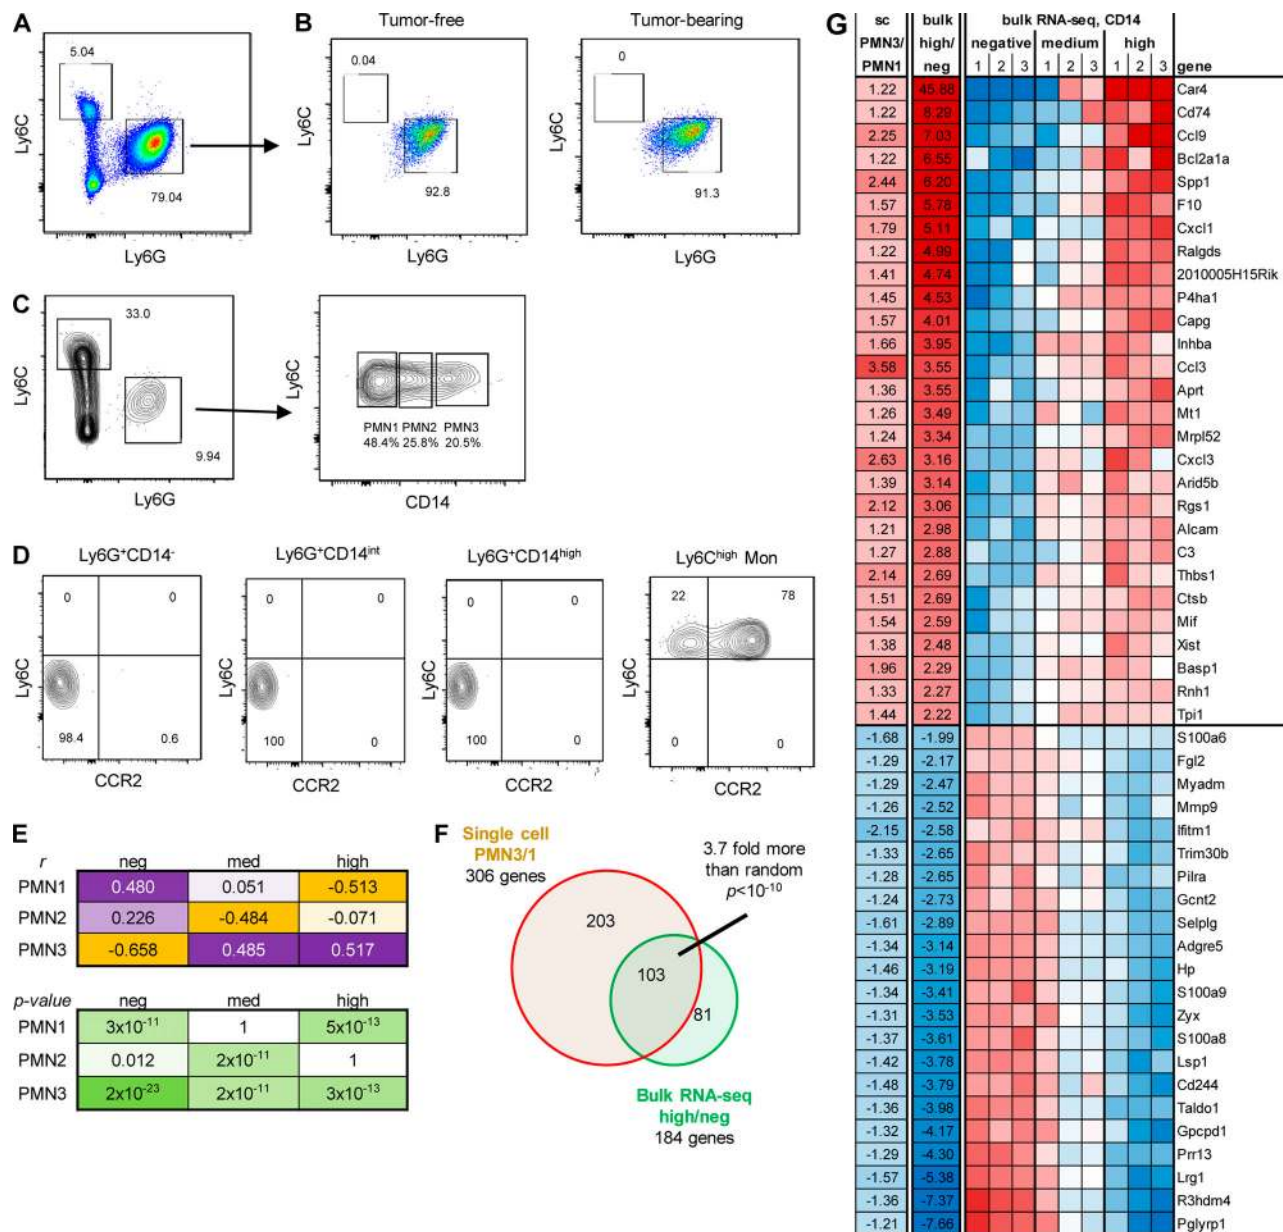 A
5.04
Ly6C
79.04
Ly6G
B
Tumor-free
0.04
Ly6C
92.8
Ly6G
Tumor-bearing
0
91.3
Ly6G
C
33.0
Ly6C
9.94
Ly6G
Ly6C
PMN1 PMN2 PMN3
48.4% 25.8% 20.5%
CD14
D
Ly6G+CD14-
0 0
Ly6C
98.4 0.6
CCR2
Ly6G+CD14int
0 0
Ly6C
100 0
CCR2
Ly6G+CD14high
0 0
Ly6C
100 0
CCR2
Ly6Chigh Mon
22 78
Ly6C
0 0
CCR2
E
r neg med high
PMN1 0.480 0.051 -0.513
PMN2 0.226 -0.484 -0.071
PMN3 -0.658 0.485 0.517
p-value neg med high
PMN1 3x10-11 1 5x10-13
PMN2 0.012 2x10-11 1
PMN3 2x10-23 2x10-11 3x10-13
F
Single cell
PMN3/1
306 genes
3.7 fold more
than random
p<10-10
203
103
81
Bulk RNA-seq
high/neg
184 genes
G
sc bulk bulk RNA-seq, CD14
PMN3/ high/ negative medium high
PMN1 neg 1 2 3 1 2 3 1 2 3 gene
1.22 45.88 Car4
1.22 8.29 Cd74
2.25 7.03 Ccl9
1.22 6.55 Bcl2a1a
2.44 6.20 Spp1
1.57 5.78 F10
1.79 5.11 Cxcl1
1.22 4.99 Ralgds
1.41 4.74 2010005H15Rik
1.45 4.53 P4ha1
1.57 4.01 Capg
1.66 3.95 Inhba
3.58 3.55 Ccl3
1.36 3.55 Aprt
1.26 3.49 Mt1
1.24 3.34 Mrpl52
2.63 3.16 Cxcl3
1.39 3.14 Arid5b
2.12 3.06 Rgs1
1.21 2.98 Alcam
1.27 2.88 C3
2.14 2.69 Thbs1
1.51 2.69 Ctsb
1.54 2.59 Mif
1.38 2.48 Xist
1.96 2.29 Basp1
1.33 2.27 Rnh1
1.44 2.22 Tpi1
-1.68 -1.99 S100a6
-1.29 -2.17 Fgl2
-1.29 -2.47 Myadm
-1.26 -2.52 Mmp9
-2.15 -2.58 Ifitm1
-1.33 -2.65 Trim30b
-1.28 -2.65 Pilra
-1.24 -2.73 Gcnt2
-1.61 -2.89 Selplg
-1.34 -3.14 Adgre5
-1.46 -3.19 Hp
-1.34 -3.41 S100a9
-1.31 -3.53 Zyx
-1.37 -3.61 S100a8
-1.42 -3.78 Lsp1
-1.48 -3.79 Cd244
-1.36 -3.98 Taldo1
-1.32 -4.17 Gpcpd1
-1.29 -4.30 Prr13
-1.57 -5.38 Lrg1
-1.36 -7.37 R3hdm4
-1.21 -7.66 Pglyrp1